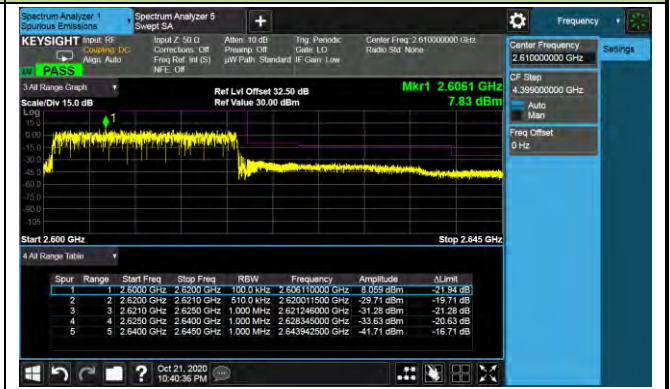 Spectrum Analyzer 1
Spurious Emissions
Spectrum Analyzer 5
Swept SA
Frequency
KEYSIGHT
Input: RF
Coupling: DC
Align: Auto
Input Z: 50 Ω
Corrections: Off
Freq Ref: Int (S)
NFE: Off
Atten: 10 dB
Preamp: Off
µW Path: Standard
Trig: Periodic
Gate: LO
IF Gain: Low
Center Freq: 2.610000000 GHz
Radio Std: None
PASS
Center Frequency
2.610000000 GHz
Settings
CF Step
4.399000000 GHz
Auto
Man
Freq Offset
0 Hz
3 All Range Graph
Scale/Div 15.0 dB
Ref Lvl Offset 32.50 dB
Ref Value 30.00 dBm
Mkr1 2.6061 GHz
7.83 dBm
Log
15.0
0.00
-15.0
-30.0
-45.0
-60.0
-75.0
-90.0
-105
1
Start 2.600 GHz
Stop 2.645 GHz
4 All Range Table
Spur Range Start Freq Stop Freq RBW Frequency Amplitude ΔLimit
1 1 2.6000 GHz 2.6200 GHz 100.0 kHz 2.606110000 GHz 8.059 dBm -21.94 dB
2 2 2.6200 GHz 2.6210 GHz 510.0 kHz 2.620011500 GHz -29.71 dBm -19.71 dB
3 3 2.6210 GHz 2.6250 GHz 1.000 MHz 2.621246000 GHz -31.28 dBm -21.28 dB
4 4 2.6250 GHz 2.6400 GHz 1.000 MHz 2.628345000 GHz -33.63 dBm -20.63 dB
5 5 2.6400 GHz 2.6450 GHz 1.000 MHz 2.643942500 GHz -41.71 dBm -16.71 dB
Oct 21, 2020
10:40:36 PM